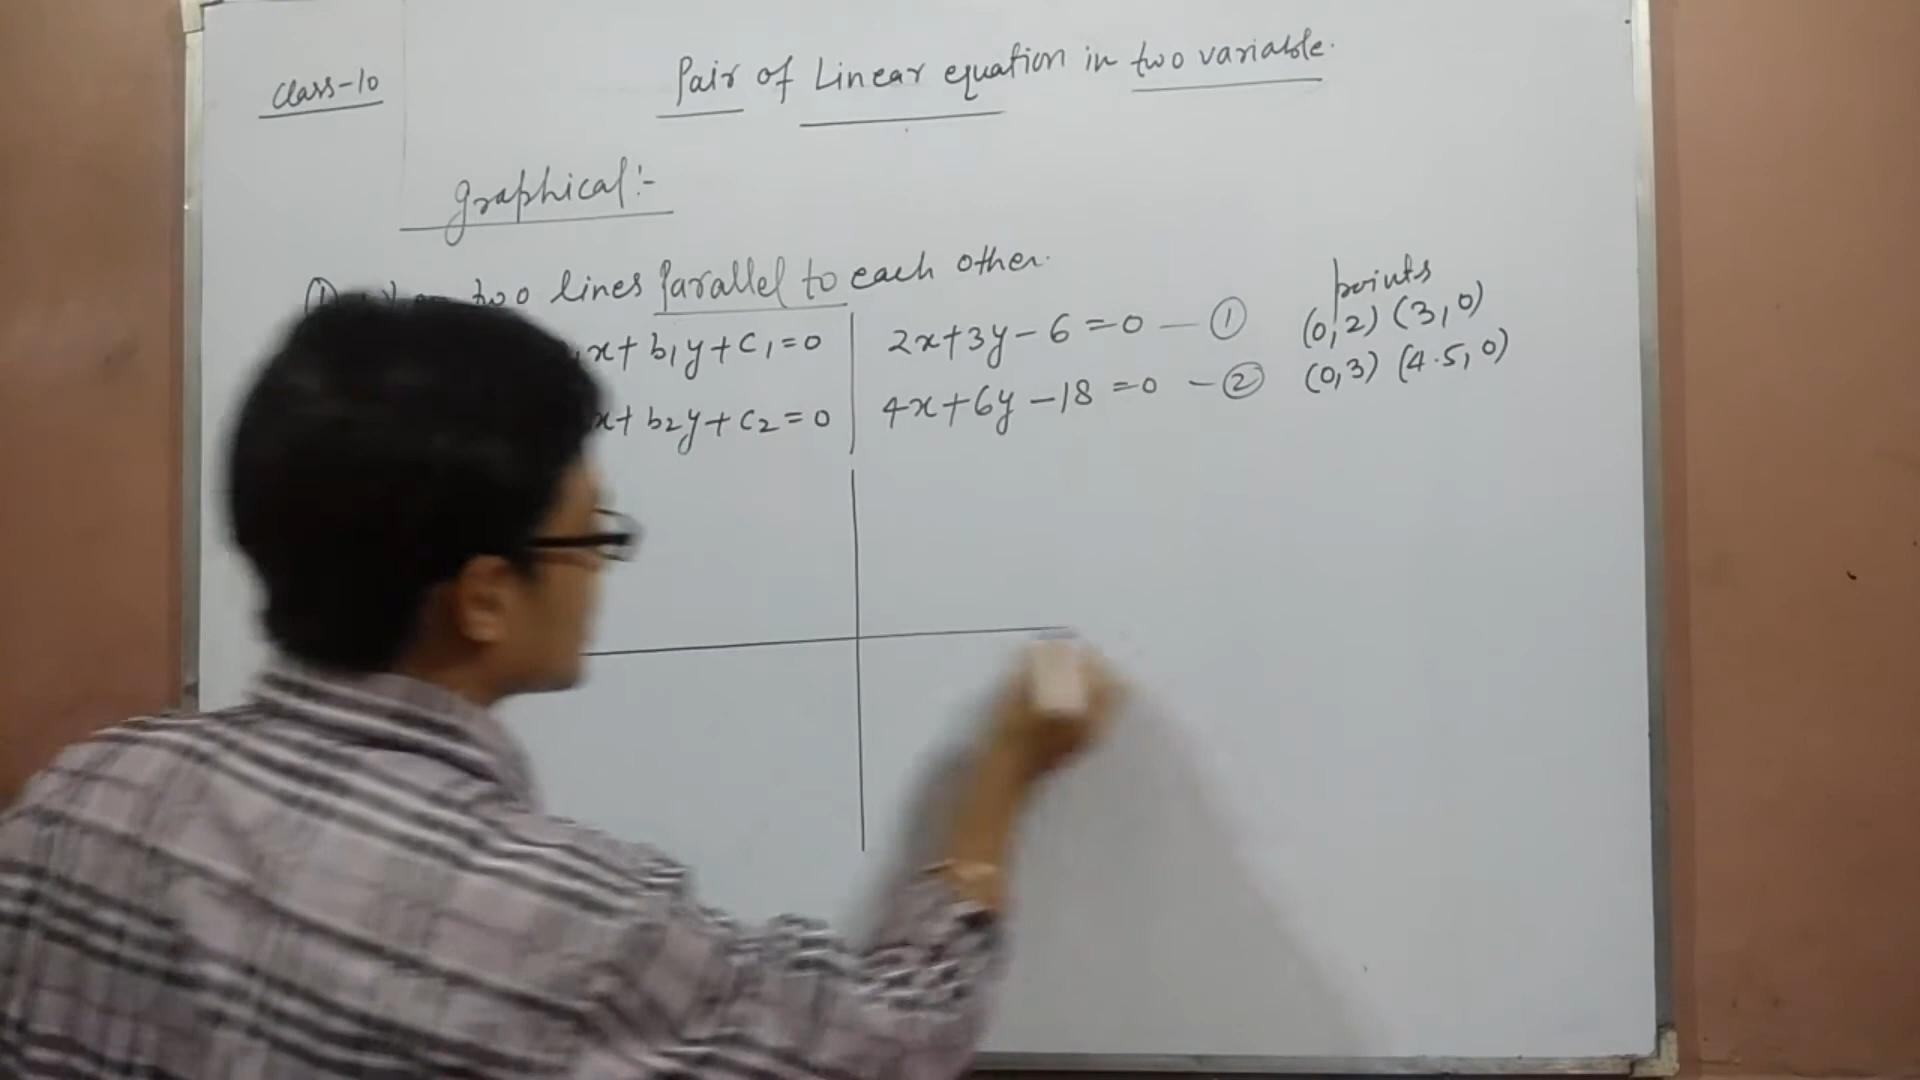 Class-10
Pair of Linear equation in two variable.
Graphical:-
two lines Parallel to each other.
x+b₁y+c₁=0
x+b₂y+c₂=0
2x+3y-6=0 — ①
4x+6y-18=0 - ②
points
(0,2) (3,0)
(0,3) (4.5,0)